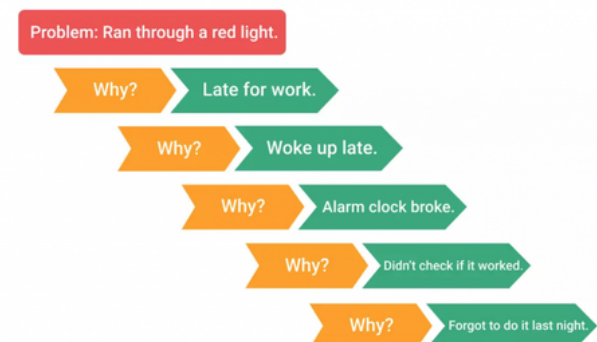 Problem: Ran through a red light.
Why? Late for work.
Why? Woke up late.
Why? Alarm clock broke.
Why? Didn't check if it worked.
Why? Forgot to do it last night.